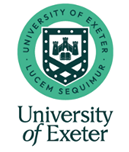 UNIVERSITY OF EXETER
LUCEM SEQUIMUR
University
of Exeter